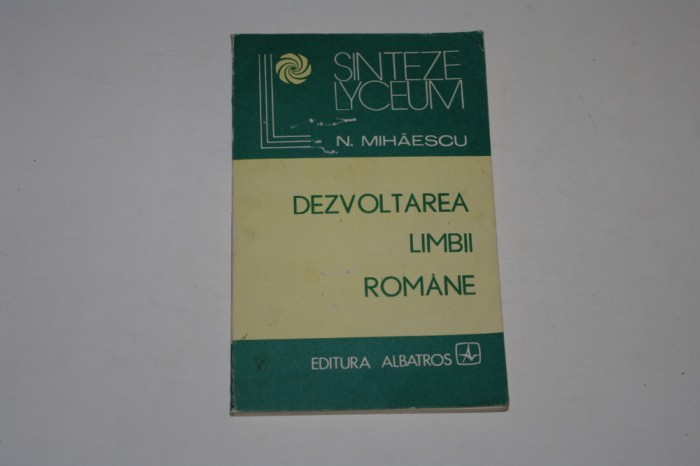 SINTEZE
LYCEUM
N. MIHĂESCU
DEZVOLTAREA
LIMBII
ROMÂNE
EDITURA ALBATROS